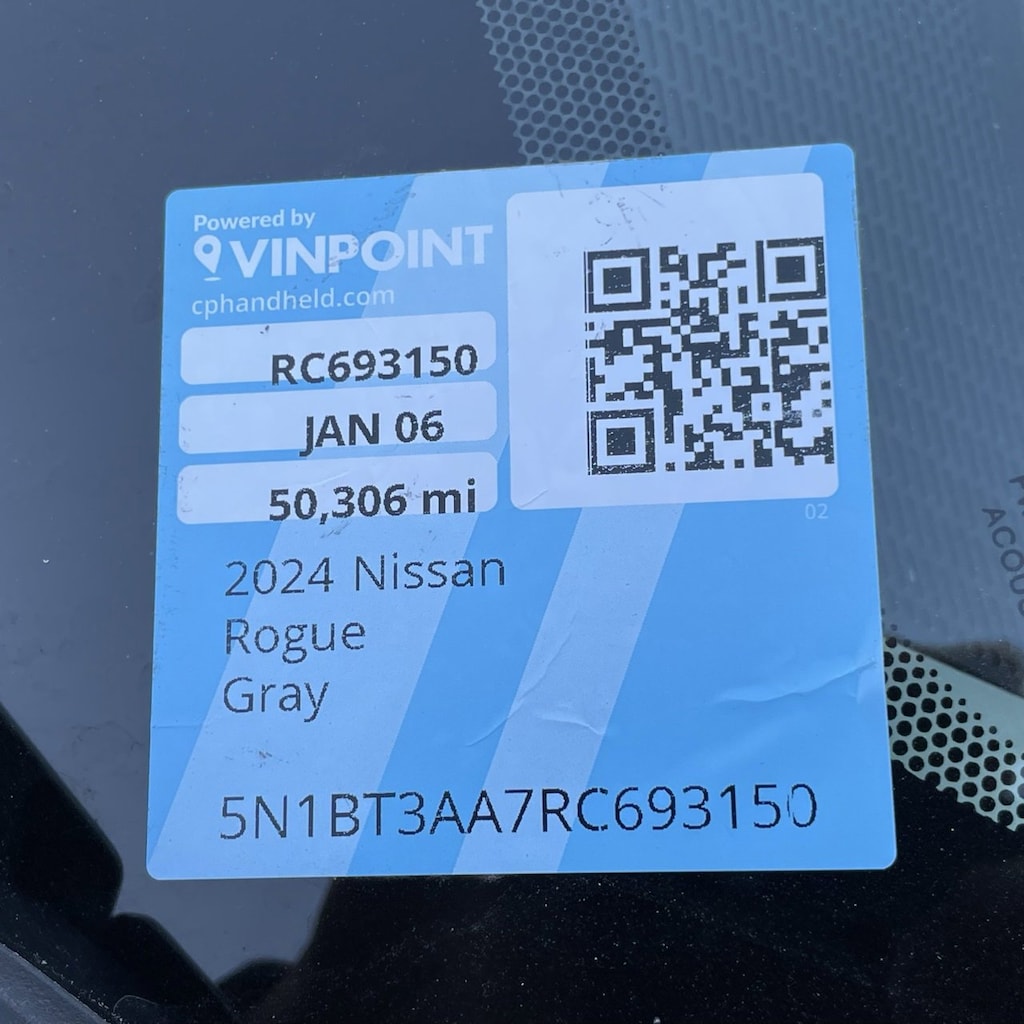 Powered by
VINPOINT
cphandheld.com
RC693150
JAN 06
50,306 mi
02
2024 Nissan
Rogue
Gray
5N1BT3AA7RC693150